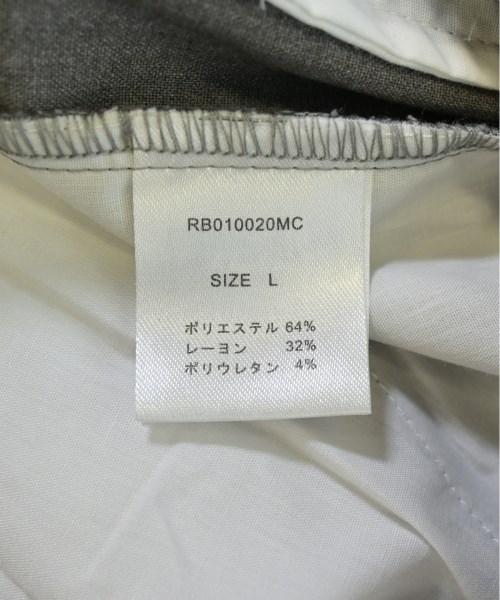 RB010020MC
SIZE L
ポリエステル 64%
レーヨン 32%
ポリウレタン 4%